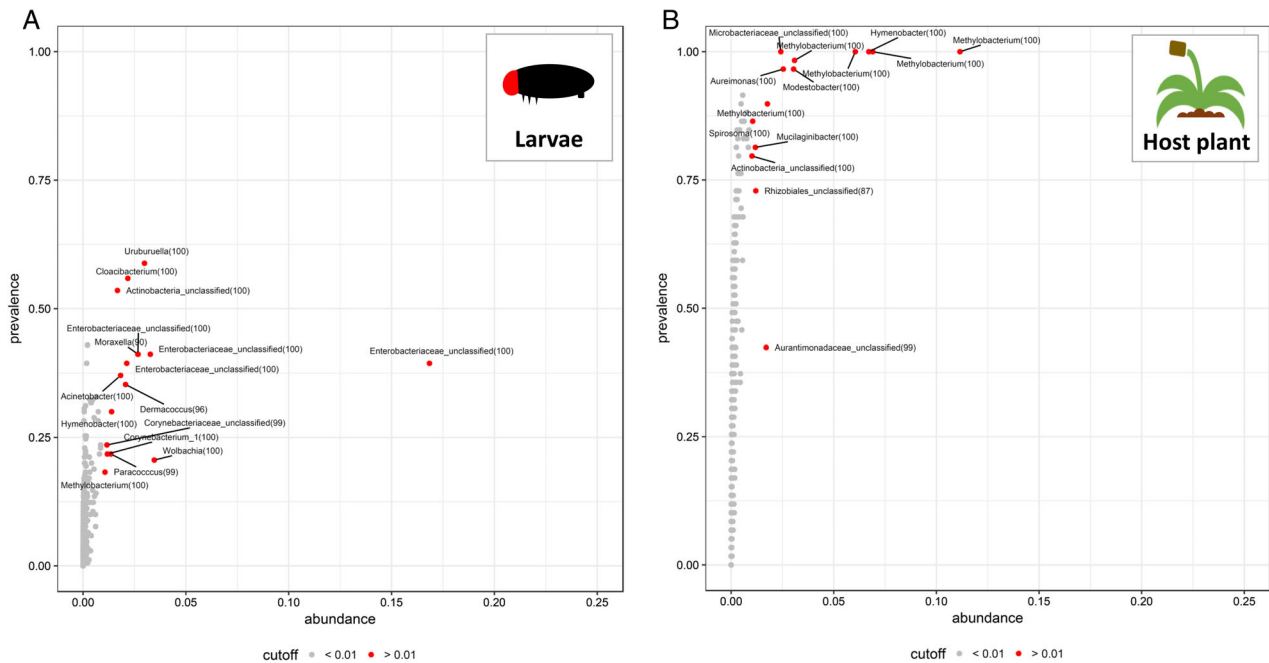 A
1.00
0.75
0.50
0.25
0.00
prevalence
Larvae
Uruburuella(100)
Cloacibacterium(100)
Actinobacteria_unclassified(100)
Enterobacteriaceae_unclassified(100)
Moraxella(90)
Enterobacteriaceae_unclassified(100)
Enterobacteriaceae_unclassified(100)
Enterobacteriaceae_unclassified(100)
Acinetobacter(100)
Dermacoccus(96)
Hymenobacter(100)
Corynebacteriaceae_unclassified(99)
Corynebacterium_1(100)
Wolbachia(100)
Paracocccus(99)
Methylobacterium(100)
0.00 0.05 0.10 0.15 0.20 0.25
abundance
cutoff < 0.01 > 0.01
B
1.00
0.75
0.50
0.25
0.00
prevalence
Host plant
Microbacteriaceae_unclassified(100)
Hymenobacter(100)
Methylobacterium(100)
Methylobacterium(100)
Methylobacterium(100)
Aureimonas(100)
Methylobacterium(100)
Modestobacter(100)
Methylobacterium(100)
Spirosoma(100)
Mucilaginibacter(100)
Actinobacteria_unclassified(100)
Rhizobiales_unclassified(87)
Aurantimonadaceae_unclassified(99)
0.00 0.05 0.10 0.15 0.20 0.25
abundance
cutoff < 0.01 > 0.01